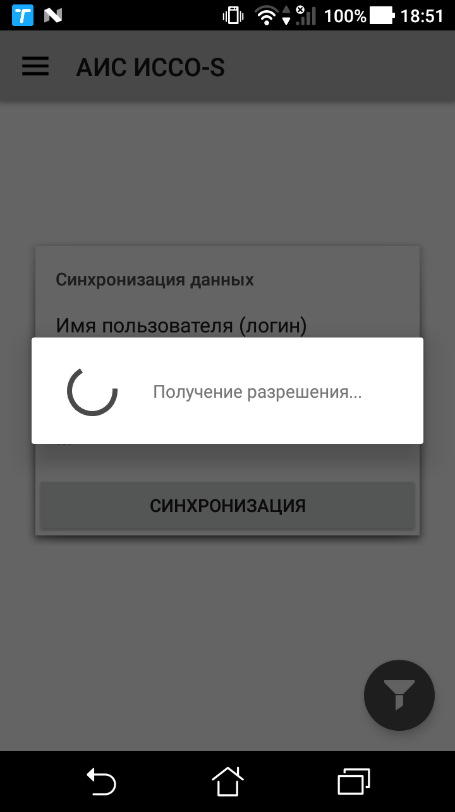 100% 18:51
АИС ИССО-S
Синхронизация данных
Имя пользователя (логин)
Получение разрешения...
СИНХРОНИЗАЦИЯ